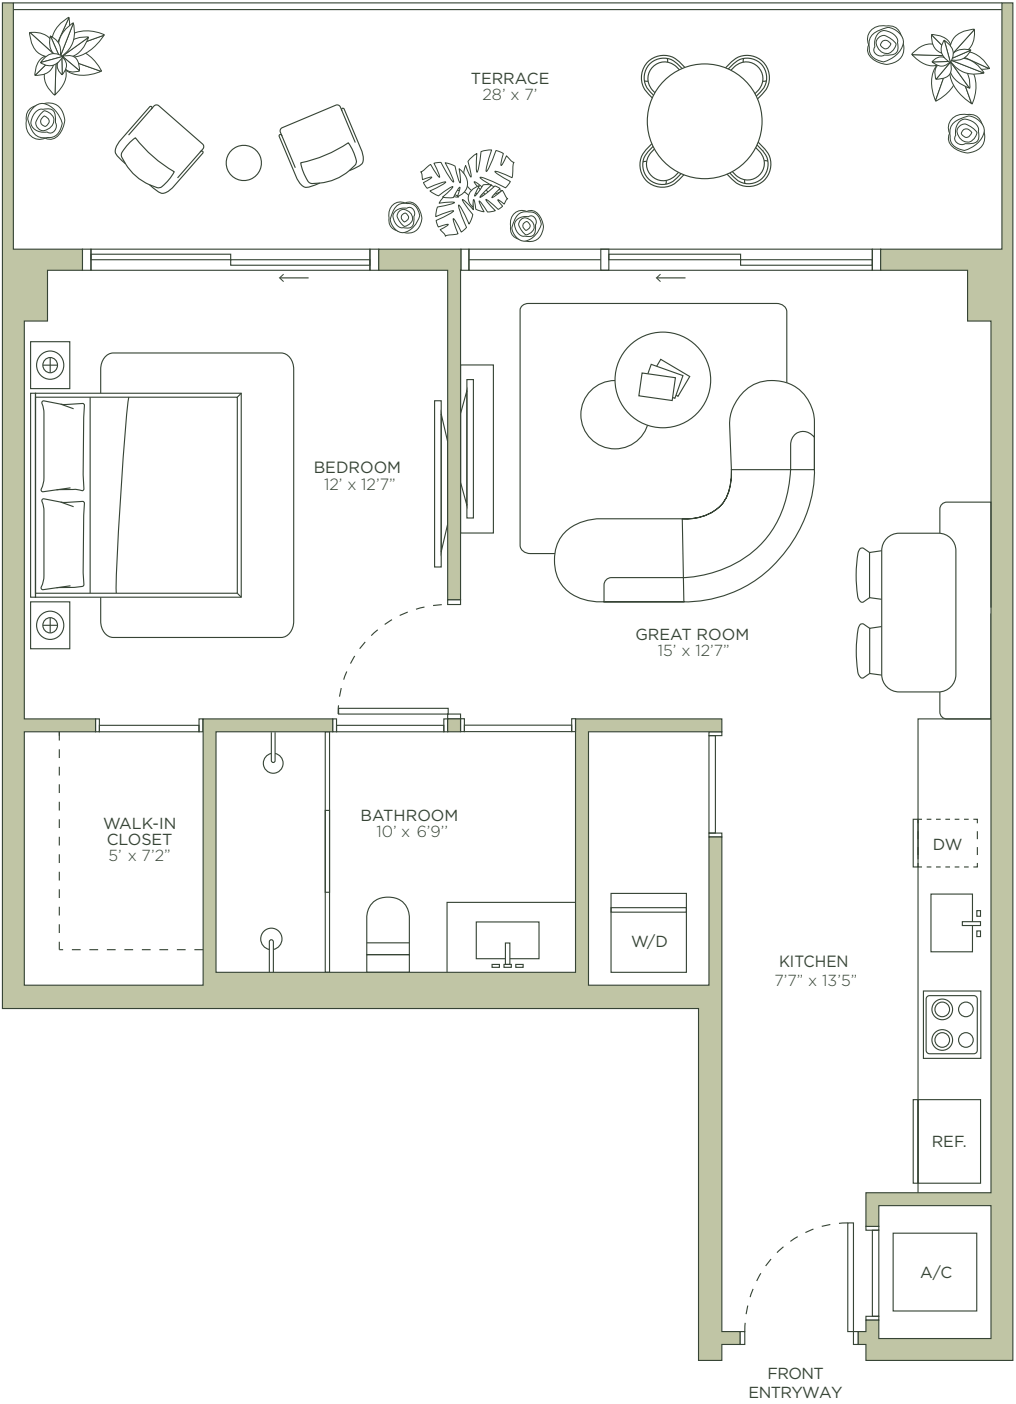 TERRACE
28' x 7'
BEDROOM
12' x 12'7"
GREAT ROOM
15' x 12'7"
WALK-IN
CLOSET
5' x 7'2"
BATHROOM
10' x 6'9''
DW
W/D
KITCHEN
7'7" x 13'5"
REF.
A/C
FRONT
ENTRYWAY